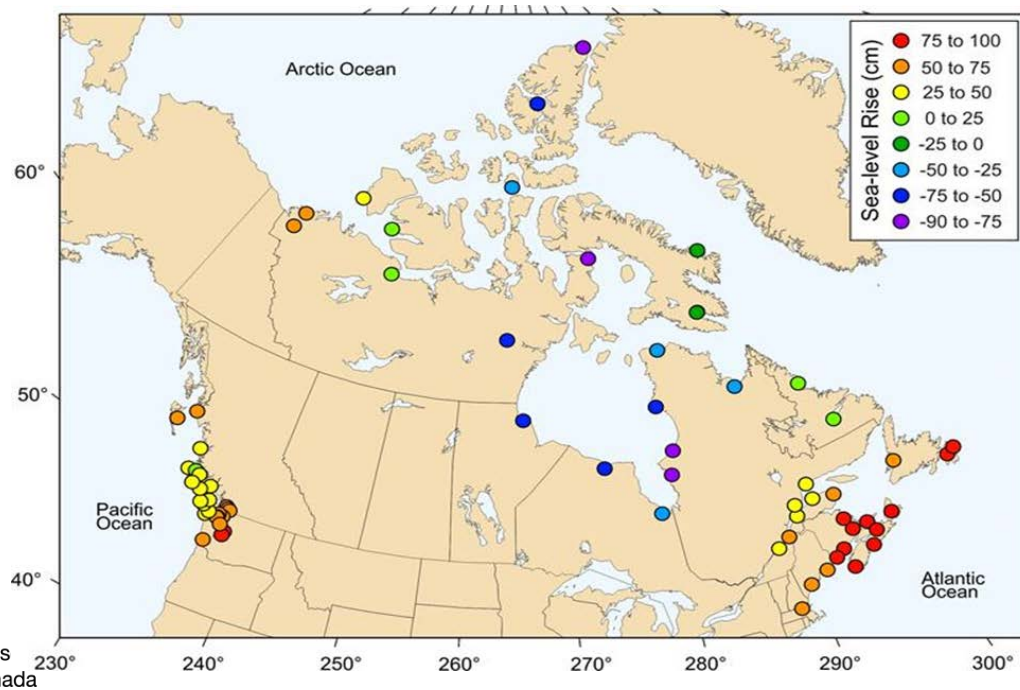 Arctic Ocean
Sea-level Rise (cm)
75 to 100
50 to 75
25 to 50
0 to 25
-25 to 0
-50 to -25
-75 to -50
-90 to -75
60°
50°
40°
Pacific
Ocean
Atlantic
Ocean
230°
240°
250°
260°
270°
280°
290°
300°